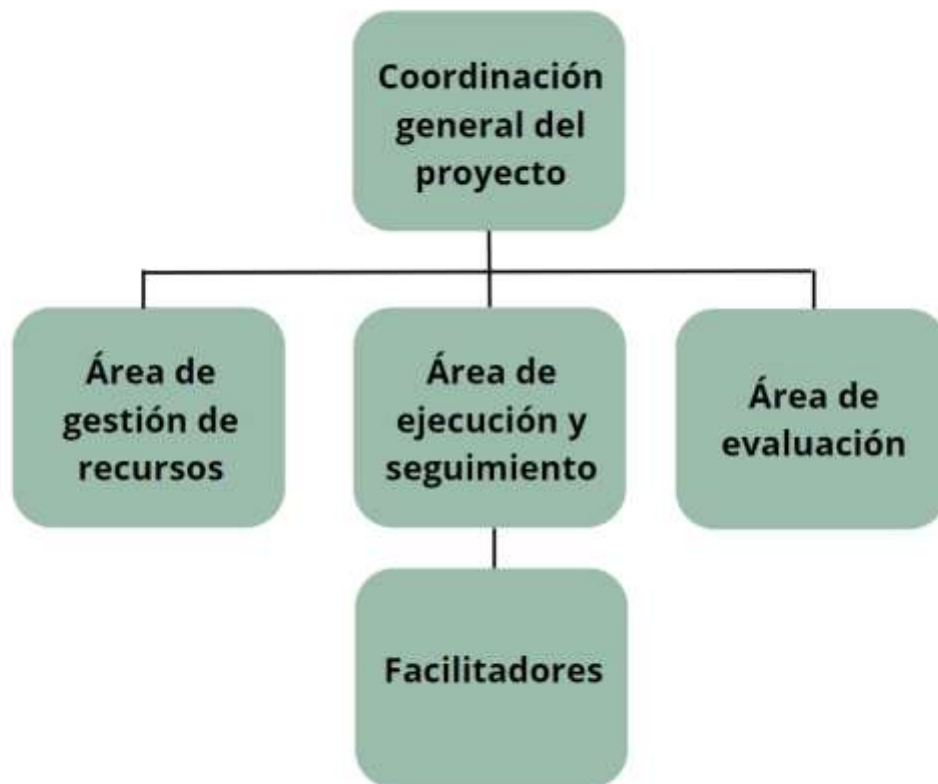 Coordinación
general del
proyecto
Área de
gestión de
recursos
Área de
ejecución y
seguimiento
Área de
evaluación
Facilitadores